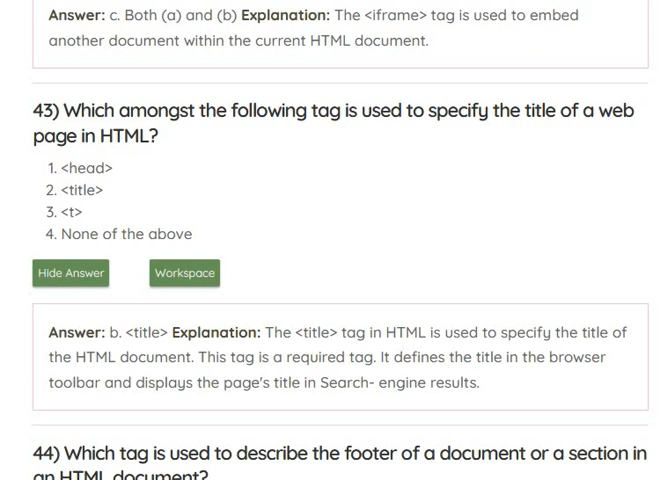 Answer: c. Both (a) and (b) Explanation: The <iframe> tag is used to embed
another document within the current HTML document.
43) Which amongst the following tag is used to specify the title of a web
page in HTML?
1. <head>
2. <title>
3. <t>
4. None of the above
Hide Answer
Workspace
Answer: b. <title> Explanation: The <title> tag in HTML is used to specify the title of
the HTML document. This tag is a required tag. It defines the title in the browser
toolbar and displays the page's title in Search- engine results.
44) Which tag is used to describe the footer of a document or a section in
an HTML document?